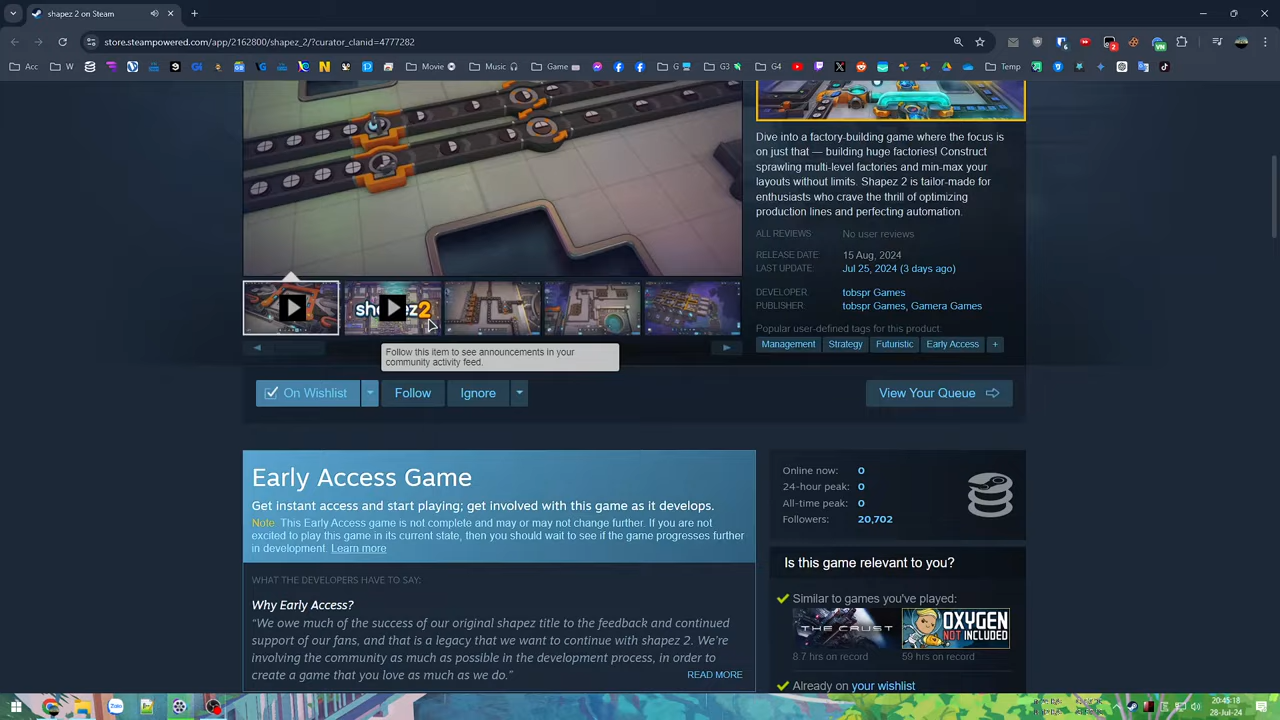 shapez 2 on Steam
store.steampowered.com/app/2162800/shapez_2/?curator_clanid=4777282
Acc
W
Movie
Music
Game
G
G3
G4
Temp
Dive into a factory-building game where the focus is
on just that — building huge factories! Construct
sprawling multi-level factories and min-max your
layouts without limits. Shapez 2 is tailor-made for
enthusiasts who crave the thrill of optimizing
production lines and perfecting automation.
ALL REVIEWS No user reviews
RELEASE DATE: 15 Aug, 2024
LAST UPDATE: Jul 25, 2024 (3 days ago)
DEVELOPER: tobspr Games
PUBLISHER: tobspr Games, Gamera Games
Popular user-defined tags for this product:
Management Strategy Futuristic Early Access +
Follow this item to see announcements in your
community activity feed.
On Wishlist Follow Ignore View Your Queue
Early Access Game
Get instant access and start playing; get involved with this game as it develops.
Note: This Early Access game is not complete and may or may not change further. If you are not
excited to play this game in its current state, then you should wait to see if the game progresses further
in development. Learn more
WHAT THE DEVELOPERS HAVE TO SAY:
Why Early Access?
“We owe much of the success of our original shapez title to the feedback and continued
support of our fans, and that is a legacy that we want to continue with shapez 2. We're
involving the community as much as possible in the development process, in order to
create a game that you love as much as we do.”
READ MORE
Online now: 0
24-hour peak: 0
All-time peak: 0
Followers: 20,702
Is this game relevant to you?
Similar to games you've played:
THE CRUST
OXYGEN
NOT INCLUDED
8.7 hrs on record 59 hrs on record
Already on your wishlist
Zalo
20:45:18
28-Jul-24